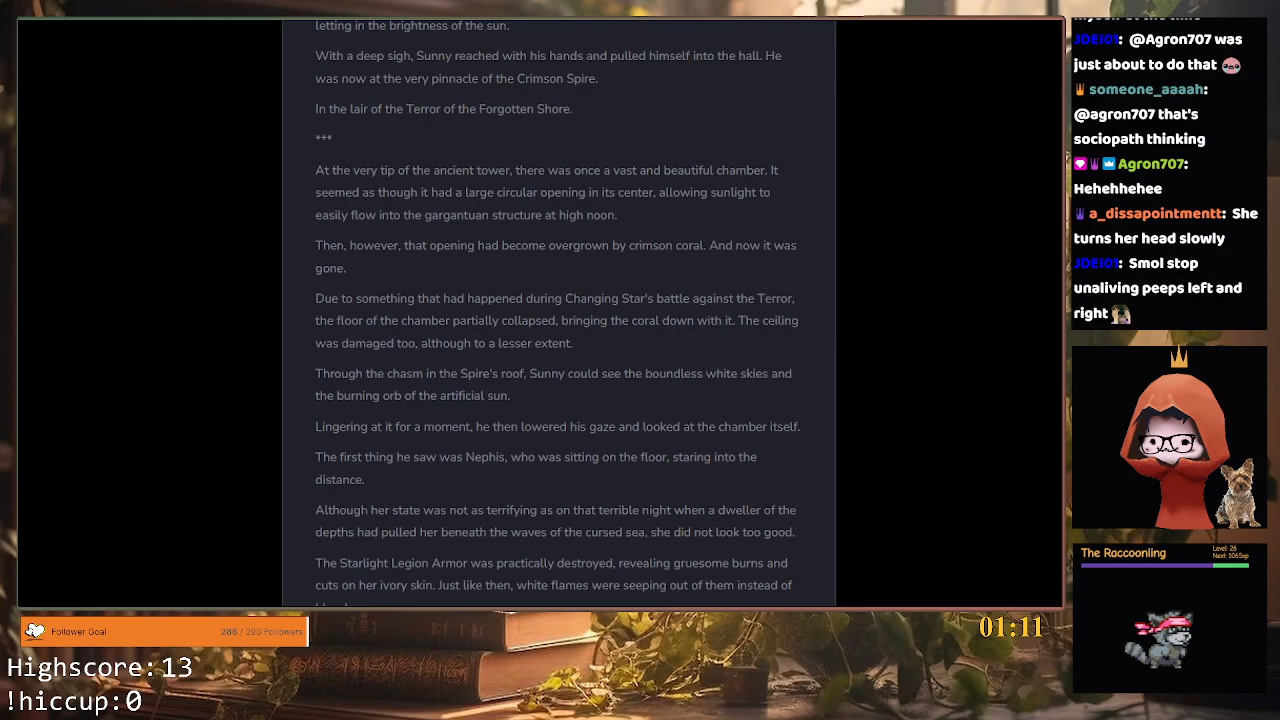 letting in the brightness of the sun.
With a deep sigh, Sunny reached with his hands and pulled himself into the hall. He
was now at the very pinnacle of the Crimson Spire.
In the lair of the Terror of the Forgotten Shore.
***
At the very tip of the ancient tower, there was once a vast and beautiful chamber. It
seemed as though it had a large circular opening in its center, allowing sunlight to
easily flow into the gargantuan structure at high noon.
Then, however, that opening had become overgrown by crimson coral. And now it was
gone.
Due to something that had happened during Changing Star's battle against the Terror,
the floor of the chamber partially collapsed, bringing the coral down with it. The ceiling
was damaged too, although to a lesser extent.
Through the chasm in the Spire's roof, Sunny could see the boundless white skies and
the burning orb of the artificial sun.
Lingering at it for a moment, he then lowered his gaze and looked at the chamber itself.
The first thing he saw was Nephis, who was sitting on the floor, staring into the
distance.
Although her state was not as terrifying as on that terrible night when a dweller of the
depths had pulled her beneath the waves of the cursed sea, she did not look too good.
The Starlight Legion Armor was practically destroyed, revealing gruesome burns and
cuts on her ivory skin. Just like then, white flames were seeping out of them instead of
JDEI01: @Agron707 was
just about to do that
someone_aaaah:
@agron707 that's
sociopath thinking
Agron707:
Hehehhehee
a_dissapointmentt: She
turns her head slowly
JDEI01: Smol stop
unaliving peeps left and
right
The Raccoonling
Level: 26
Next: 1065xp
Follower Goal
288 / 290 Followers
01:11
Highscore:13
!hiccup:0